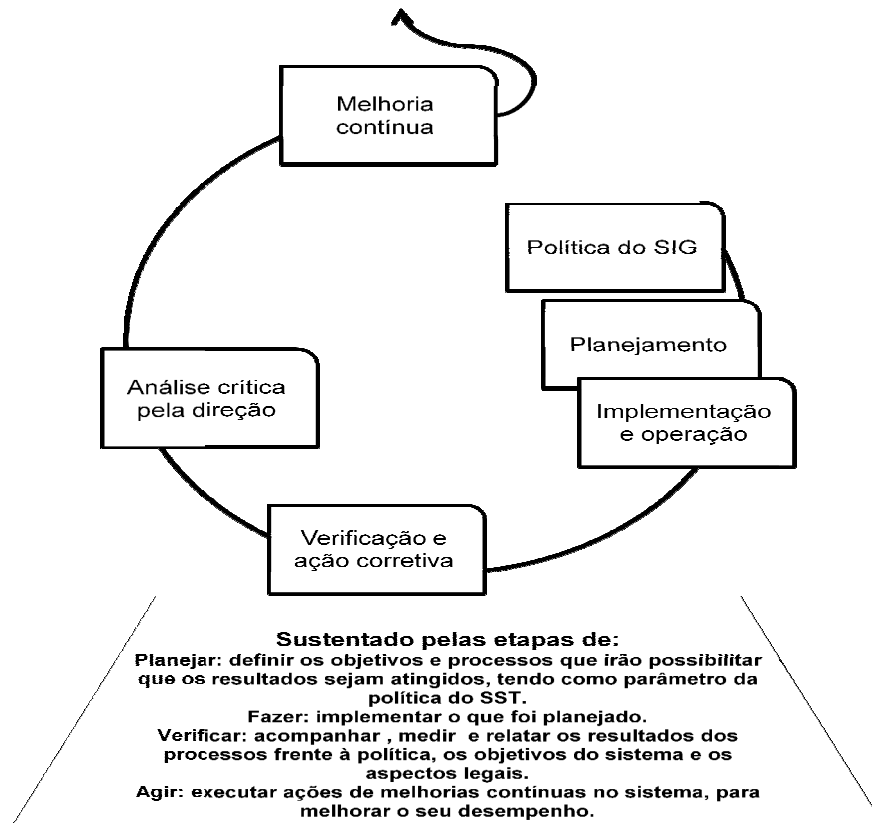 Melhoria
contínua
Política do SIG
Planejamento
Implementação
e operação
Verificação e
ação corretiva
Análise crítica
pela direção
Sustentado pelas etapas de:
Planejar: definir os objetivos e processos que irão possibilitar
que os resultados sejam atingidos, tendo como parâmetro da
política do SST.
Fazer: implementar o que foi planejado.
Verificar: acompanhar , medir e relatar os resultados dos
processos frente à política, os objetivos do sistema e os
aspectos legais.
Agir: executar ações de melhorias contínuas no sistema, para
melhorar o seu desempenho.